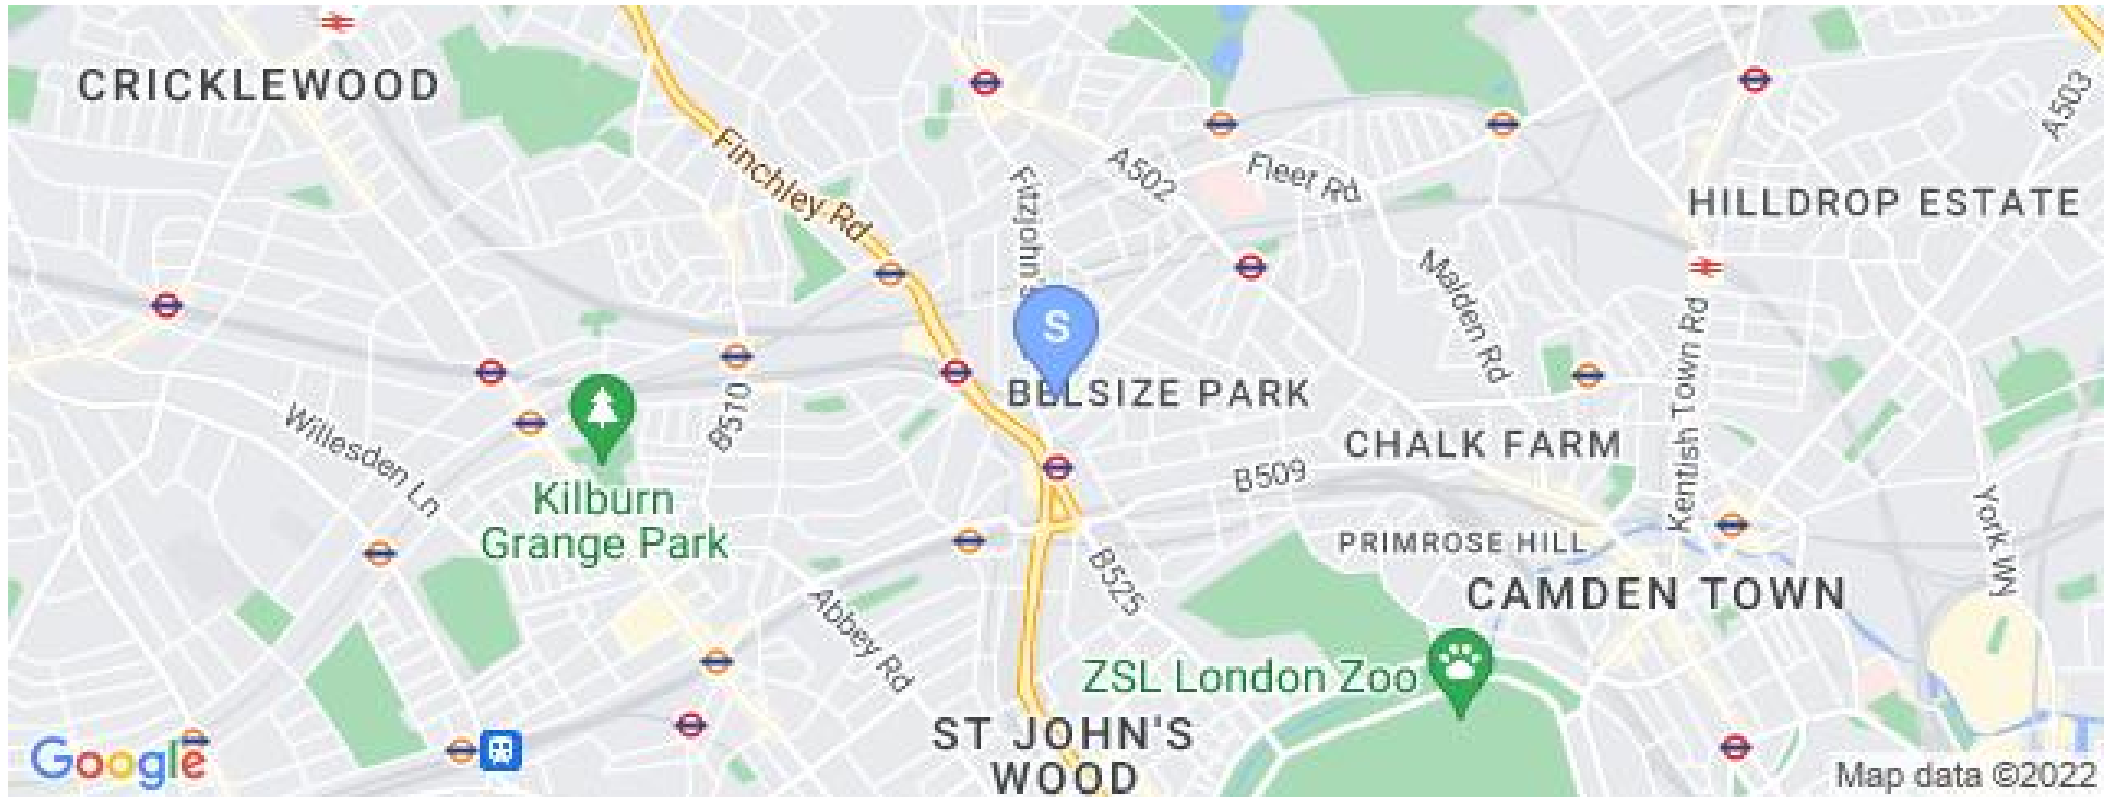 CRICKLEWOOD
Finchley Rd
A502
Fleet Rd
A503
Fitzjohn's
HILLDROP ESTATE
Malden Rd
S
BELSIZE PARK
Kentish Town Rd
B510
Willesden Ln
CHALK FARM
B509
Kilburn
Grange Park
York Wy
PRIMROSE HILL
B525
CAMDEN TOWN
Abbey Rd
ZSL London Zoo
ST JOHN'S
WOOD
Google
Map data ©2022